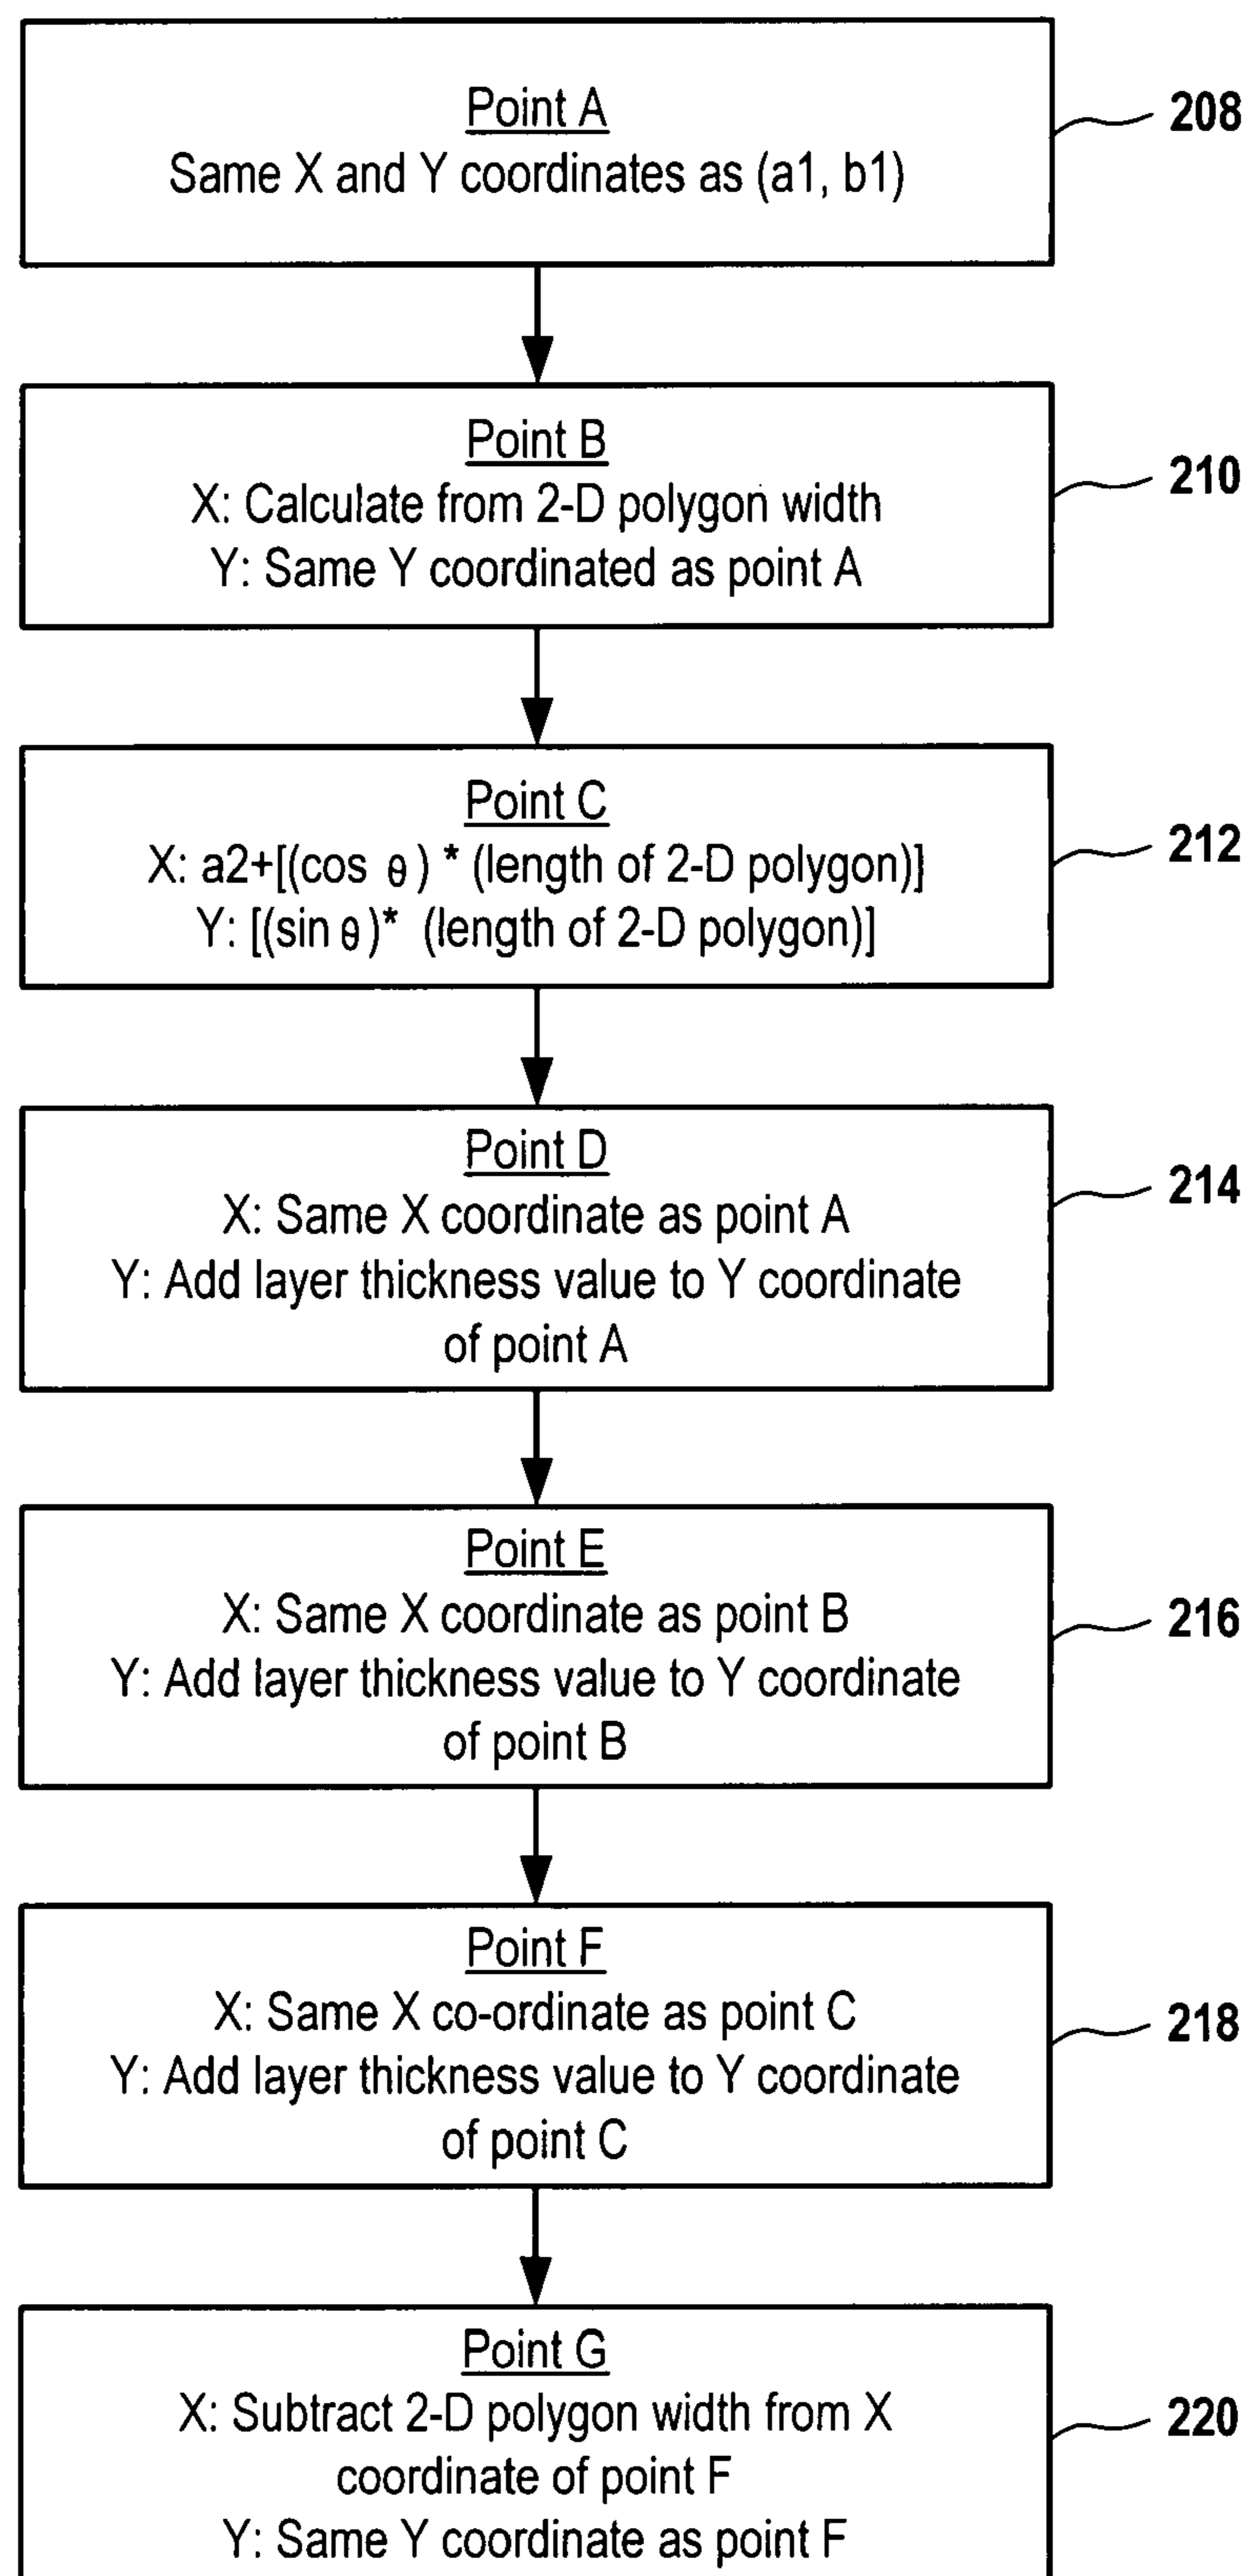 Point A
Same X and Y coordinates as (a1, b1)
208
Point B
X: Calculate from 2-D polygon width
Y: Same Y coordinated as point A
210
Point C
X: a2+[(cos θ) * (length of 2-D polygon)]
Y: [(sin θ)* (length of 2-D polygon)]
212
Point D
X: Same X coordinate as point A
Y: Add layer thickness value to Y coordinate
of point A
214
Point E
X: Same X coordinate as point B
Y: Add layer thickness value to Y coordinate
of point B
216
Point F
X: Same X co-ordinate as point C
Y: Add layer thickness value to Y coordinate
of point C
218
Point G
X: Subtract 2-D polygon width from X
coordinate of point F
Y: Same Y coordinate as point F
220